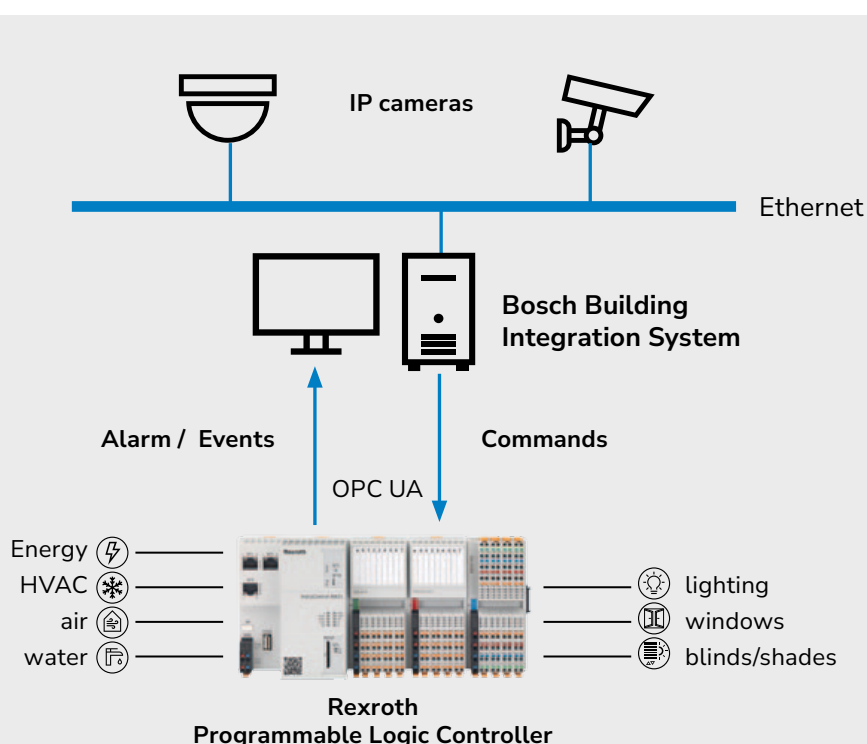 IP cameras
Ethernet
Bosch Building
Integration System
Alarm / Events
Commands
OPC UA
Energy
HVAC
air
water
Rexroth
lighting
windows
blinds/shades
Rexroth
Programmable Logic Controller